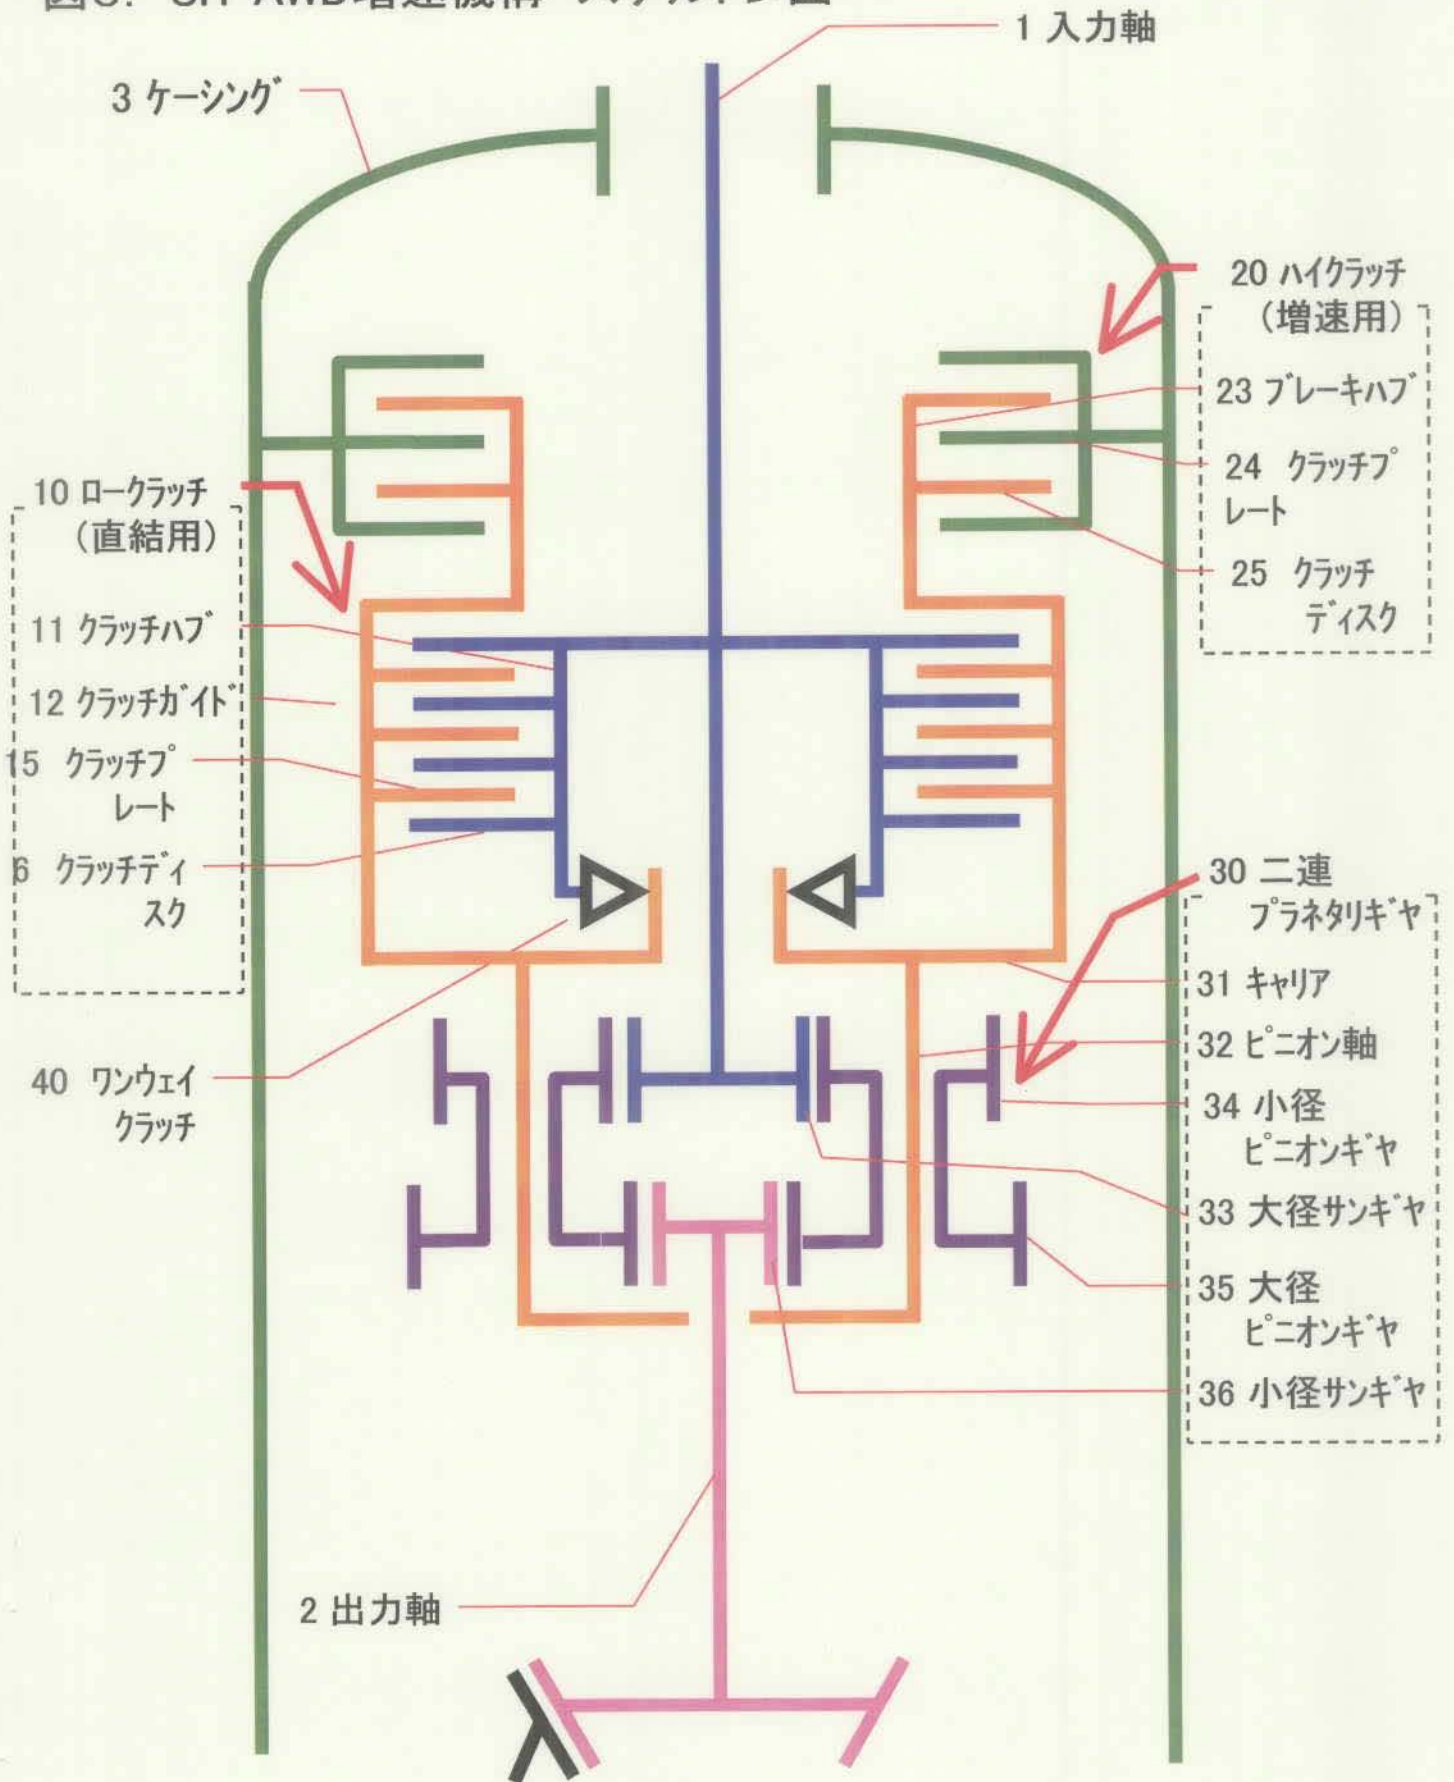 1 入力軸
3 ケーシング
20 ハイクラッチ
(増速用)
23 ブレーキハブ
24 クラッチプ
レート
25 クラッチ
ディスク
10 ロークラッチ
(直結用)
11 クラッチハブ
12 クラッチガイド
15 クラッチプ
レート
6 クラッチディ
スク
40 ワンウェイ
クラッチ
30 二連
プラネタリギヤ
31 キャリア
32 ピニオン軸
34 小径
ピニオンギヤ
33 大径サンギヤ
35 大径
ピニオンギヤ
36 小径サンギヤ
2 出力軸